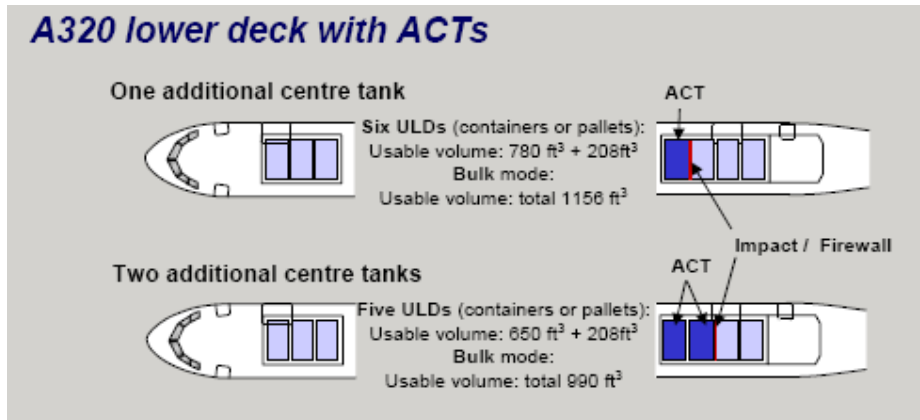 A320 lower deck with ACTs
One additional centre tank
ACT
Six ULDs (containers or pallets):
Usable volume: 780 ft³ + 208ft³
Bulk mode:
Usable volume: total 1156 ft³
Impact / Firewall
Two additional centre tanks
ACT
Five ULDs (containers or pallets):
Usable volume: 650 ft³ + 208ft³
Bulk mode:
Usable volume: total 990 ft³